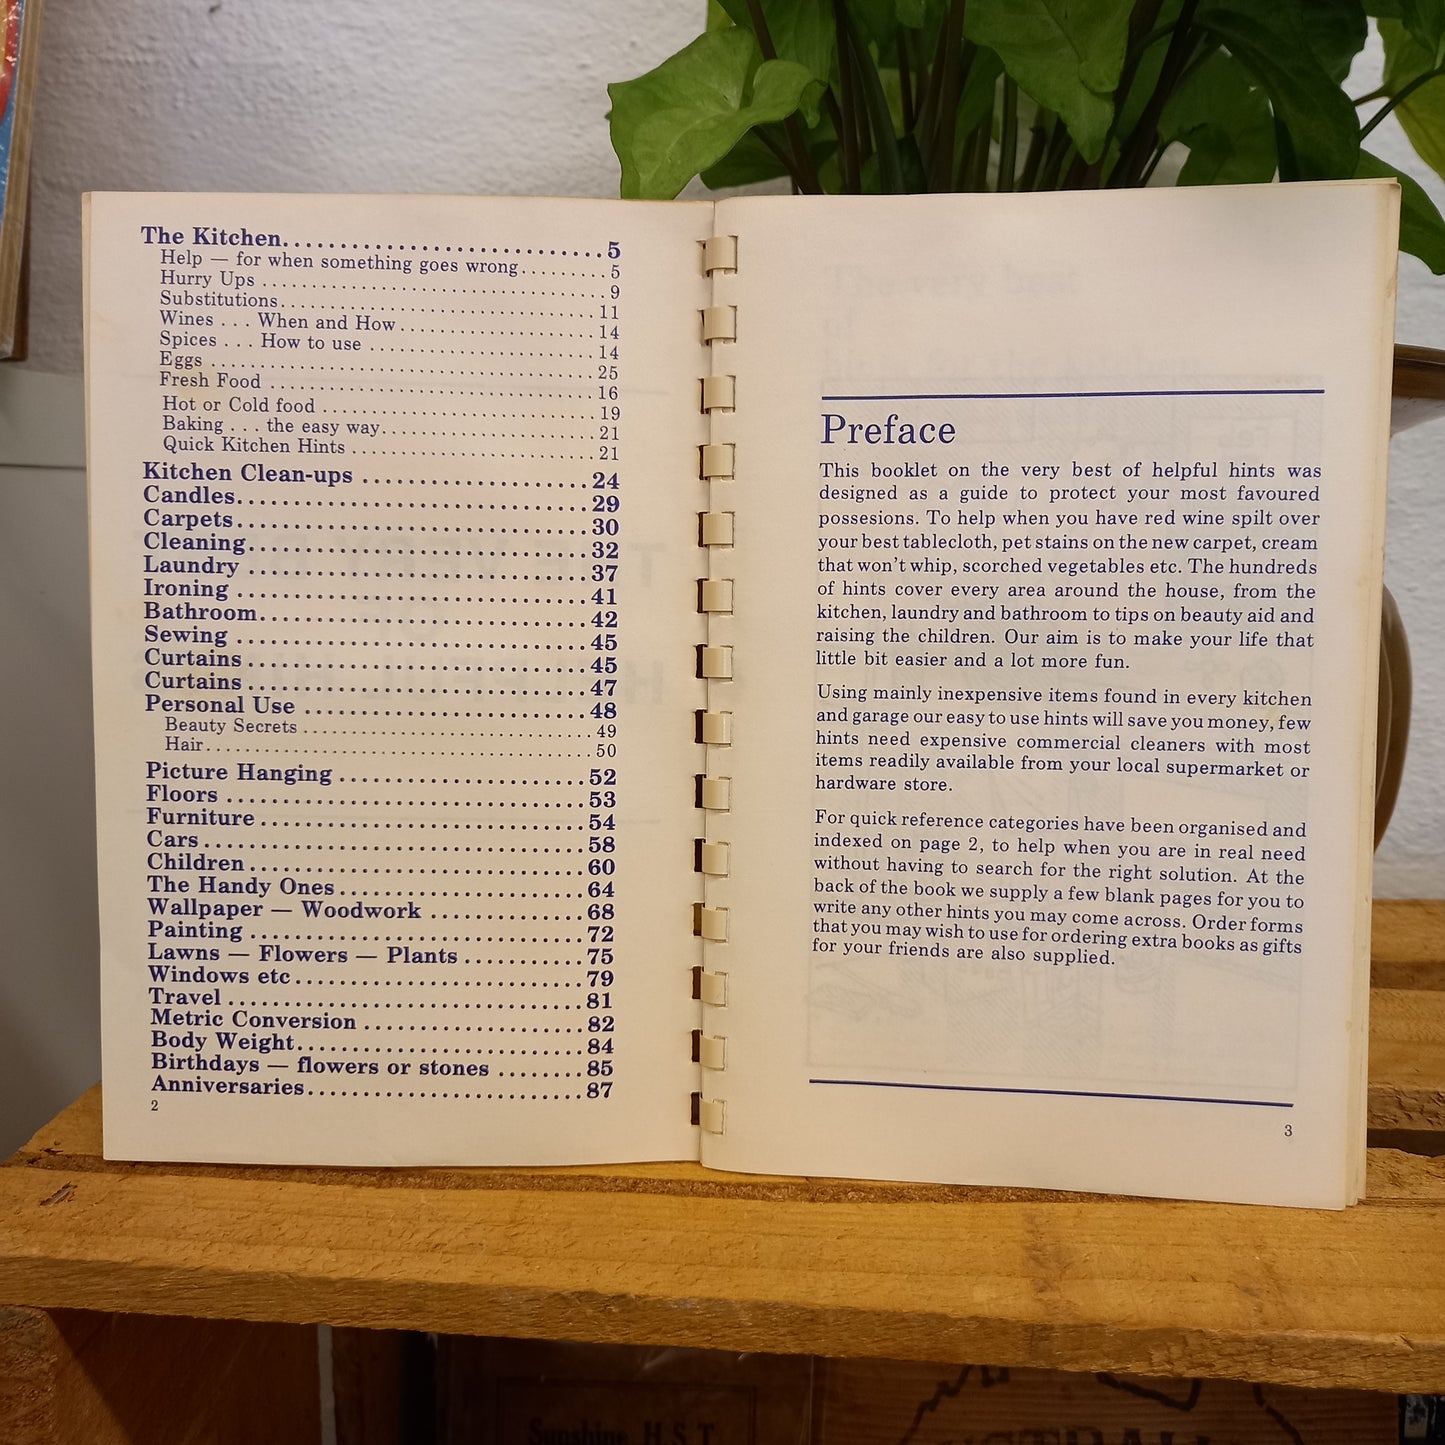 The Kitchen............................5
Help — for when something goes wrong.........5
Hurry Ups ..................................9
Substitutions...............................11
Wines . . . When and How....................14
Spices . . . How to use ......................14
Eggs ......................................25
Fresh Food ................................16
Hot or Cold food ...........................19
Baking . . . the easy way.....................21
Quick Kitchen Hints ........................21
Kitchen Clean-ups ....................24
Candles...............................29
Carpets...............................30
Cleaning..............................32
Laundry ..............................37
Ironing ...............................41
Bathroom.............................42
Sewing ...............................45
Curtains ..............................45
Curtains ..............................47
Personal Use .........................48
Beauty Secrets .............................49
Hair.......................................50
Picture Hanging ......................52
Floors ................................53
Furniture .............................54
Cars ..................................58
Children ..............................60
The Handy Ones ......................64
Wallpaper — Woodwork ..............68
Painting ..............................72
Lawns — Flowers — Plants ...........75
Windows etc..........................79
Travel ................................81
Metric Conversion ....................82
Body Weight..........................84
Birthdays — flowers or stones ........85
Anniversaries.........................87
2
Preface
This booklet on the very best of helpful hints was
designed as a guide to protect your most favoured
possesions. To help when you have red wine spilt over
your best tablecloth, pet stains on the new carpet, cream
that won't whip, scorched vegetables etc. The hundreds
of hints cover every area around the house, from the
kitchen, laundry and bathroom to tips on beauty aid and
raising the children. Our aim is to make your life that
little bit easier and a lot more fun.
Using mainly inexpensive items found in every kitchen
and garage our easy to use hints will save you money, few
hints need expensive commercial cleaners with most
items readily available from your local supermarket or
hardware store.
For quick reference categories have been organised and
indexed on page 2, to help when you are in real need
without having to search for the right solution. At the
back of the book we supply a few blank pages for you to
write any other hints you may come across. Order forms
that you may wish to use for ordering extra books as gifts
for your friends are also supplied.
3
Sunshine H.S.T.